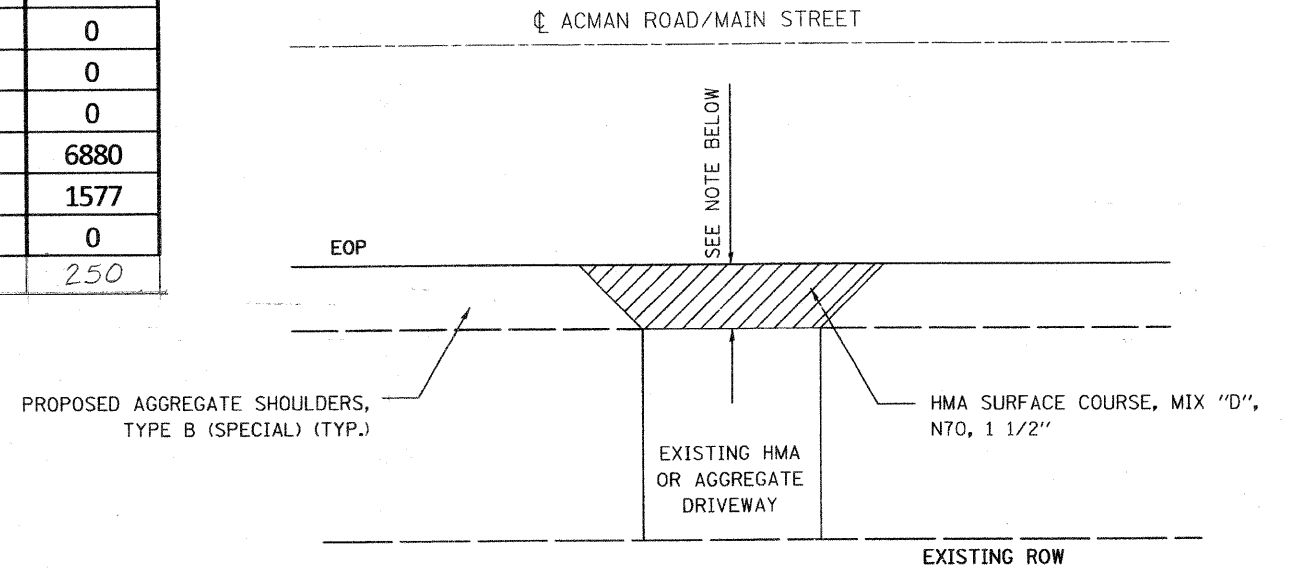 0
0
0
6880
1577
0
250
℄ ACMAN ROAD/MAIN STREET
SEE NOTE BELOW
EOP
PROPOSED AGGREGATE SHOULDERS,
TYPE B (SPECIAL) (TYP.)
HMA SURFACE COURSE, MIX "D",
N70, 1 1/2"
EXISTING HMA
OR AGGREGATE
DRIVEWAY
EXISTING ROW